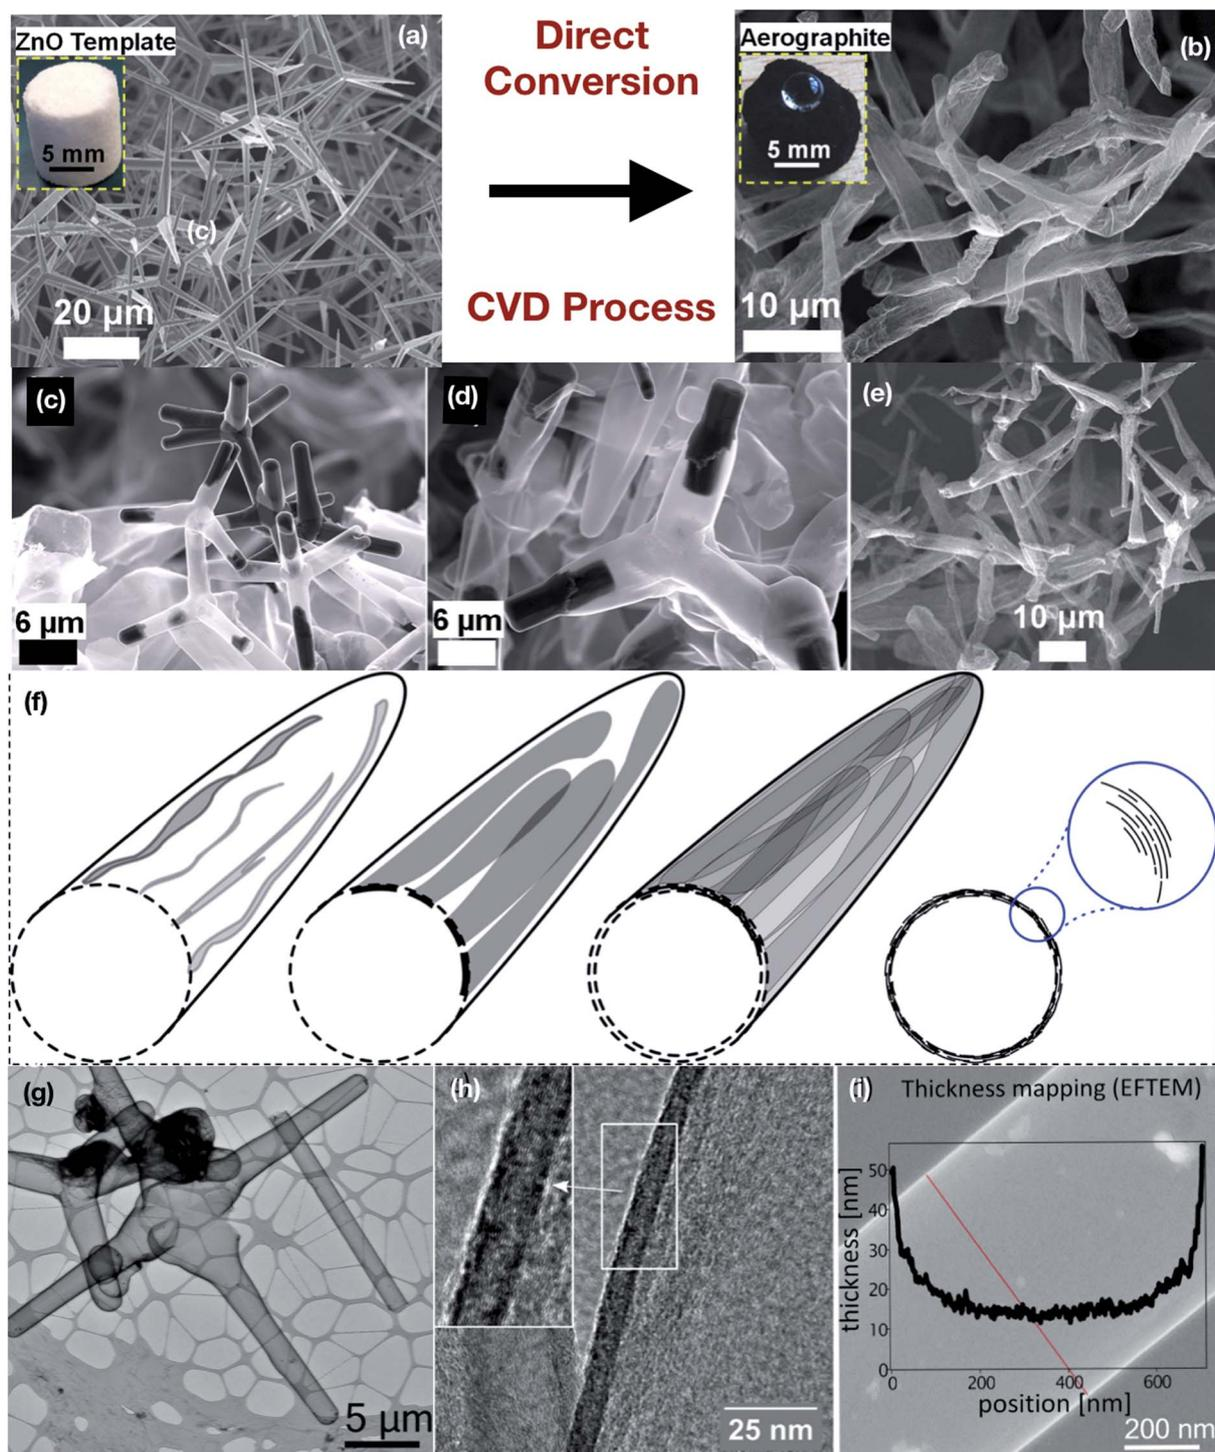 ZnO Template
(a)
5 mm
(c)
20 µm
Direct
Conversion
CVD Process
Aerographite
(b)
5 mm
10 µm
(c)
6 µm
(d)
6 µm
(e)
10 µm
(f)
(g)
5 µm
(h)
25 nm
(i) Thickness mapping (EFTEM)
thickness [nm]
50
40
30
20
10
0
0 200 400 600
position [nm]
200 nm